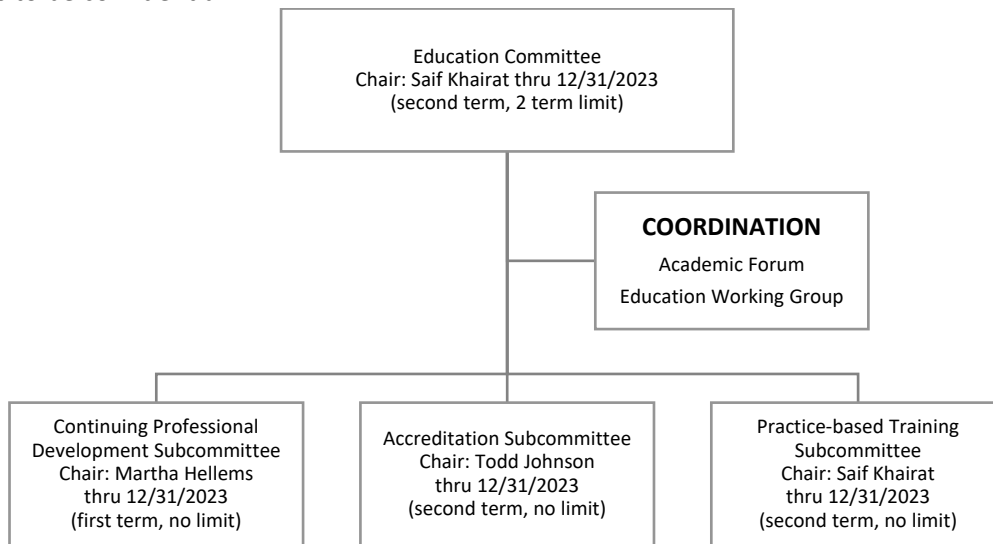 Education Committee
Chair: Saif Khairat thru 12/31/2023
(second term, 2 term limit)
COORDINATION
Academic Forum
Education Working Group
Continuing Professional
Development Subcommittee
Chair: Martha Hellems
thru 12/31/2023
(first term, no limit)
Accreditation Subcommittee
Chair: Todd Johnson
thru 12/31/2023
(second term, no limit)
Practice-based Training
Subcommittee
Chair: Saif Khairat
thru 12/31/2023
(second term, no limit)